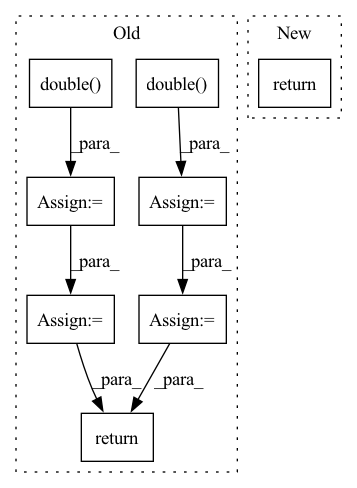 Old
New
double()
double()
return
_para_
_para_
Assign:=
Assign:=
_para_
_para_
Assign:=
Assign:=
_para_
_para_
return